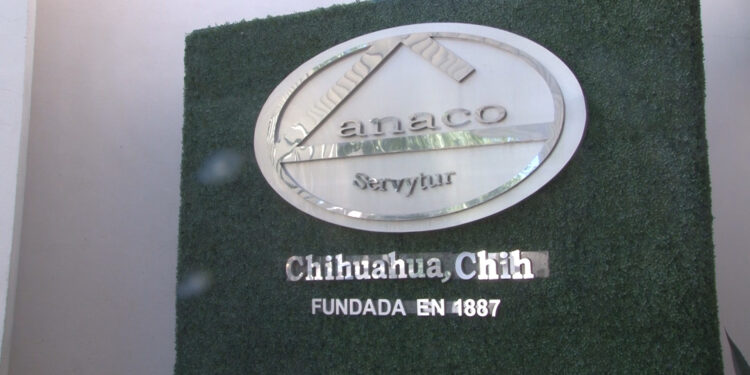 anaco
Servytur
Chihuahua, Chih
FUNDADA EN 1887